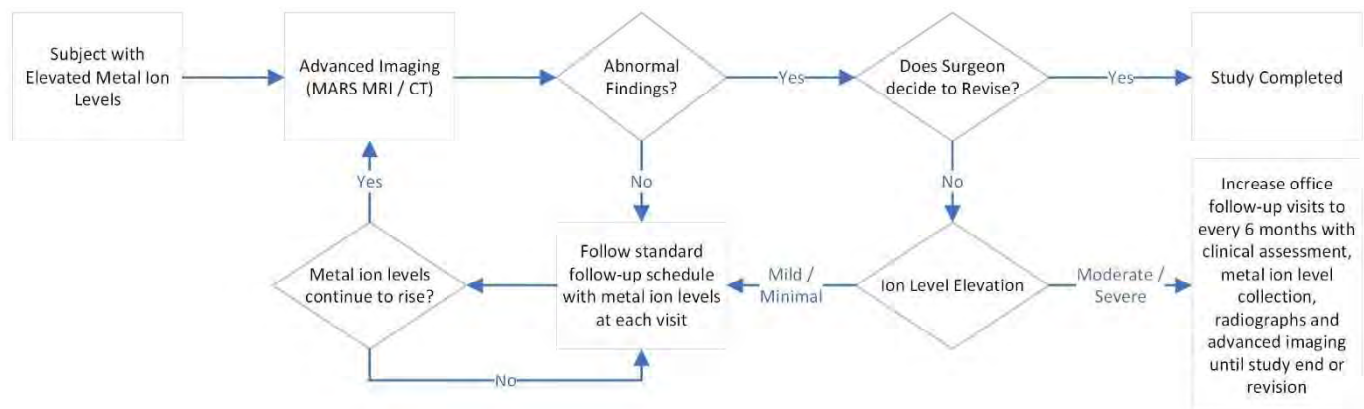 Subject with
Elevated Metal Ion
Levels
Advanced Imaging
(MARS MRI / CT)
Abnormal
Findings?
Yes
Does Surgeon
decide to Revise?
Yes
Study Completed
Yes
No
No
Metal ion levels
continue to rise?
Follow standard
follow-up schedule
with metal ion levels
at each visit
Mild /
Minimal
Ion Level Elevation
Moderate /
Severe
Increase office
follow-up visits to
every 6 months with
clinical assessment,
metal ion level
collection,
radiographs and
advanced imaging
until study end or
revision
No